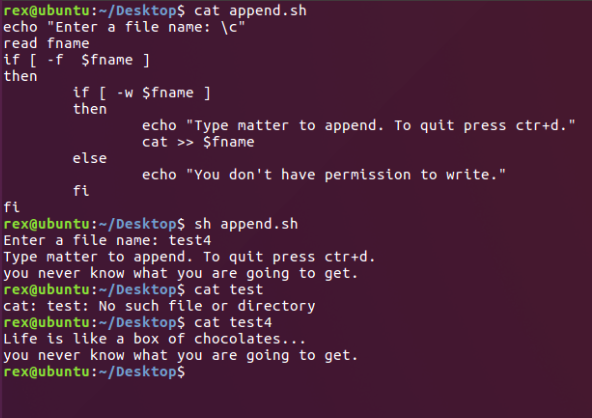 rex@ubuntu:~/Desktop$ cat append.sh
echo "Enter a file name: \c"
read fname
if [ -f  $fname ]
then
        if [ -w $fname ]
        then
                echo "Type matter to append. To quit press ctr+d."
                cat >> $fname
        else
                echo "You don't have permission to write."
        fi
fi
rex@ubuntu:~/Desktop$ sh append.sh
Enter a file name: test4
Type matter to append. To quit press ctr+d.
you never know what you are going to get.
rex@ubuntu:~/Desktop$ cat test
cat: test: No such file or directory
rex@ubuntu:~/Desktop$ cat test4
Life is like a box of chocolates...
you never know what you are going to get.
rex@ubuntu:~/Desktop$